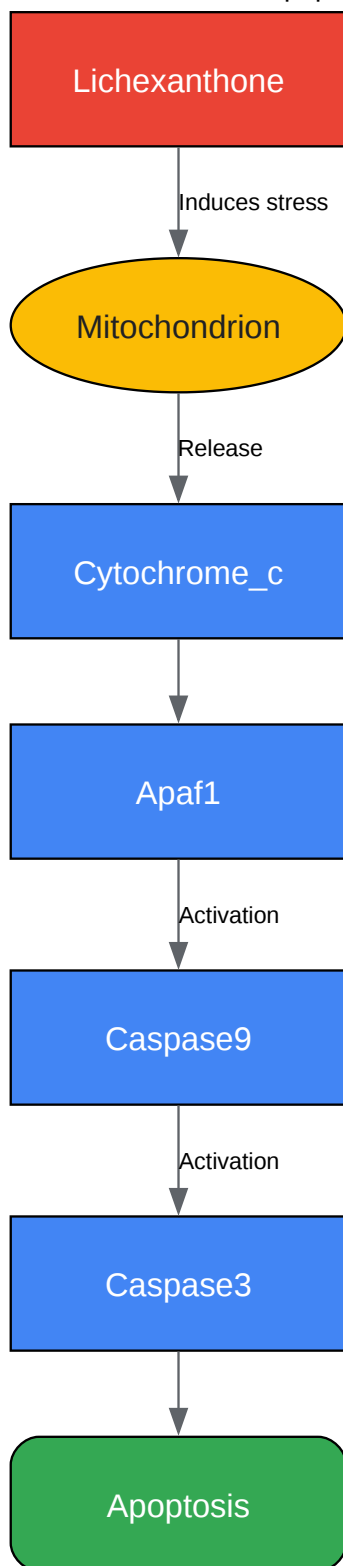 Lichexanthone
Induces stress
Mitochondrion
Release
Cytochrome_c
Apaf1
Activation
Caspase9
Activation
Caspase3
Apoptosis